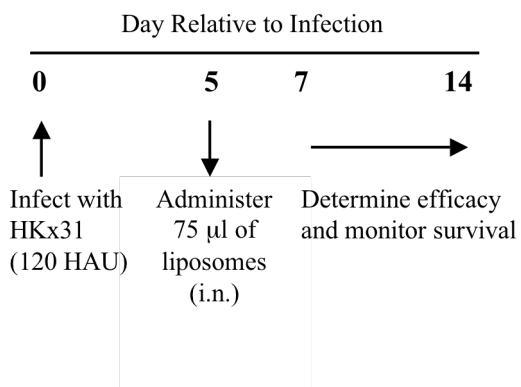 Day Relative to Infection
0 5 7 14
Infect with
HKx31
(120 HAU)
Administer
75 µl of
liposomes
(i.n.)
Determine efficacy
and monitor survival